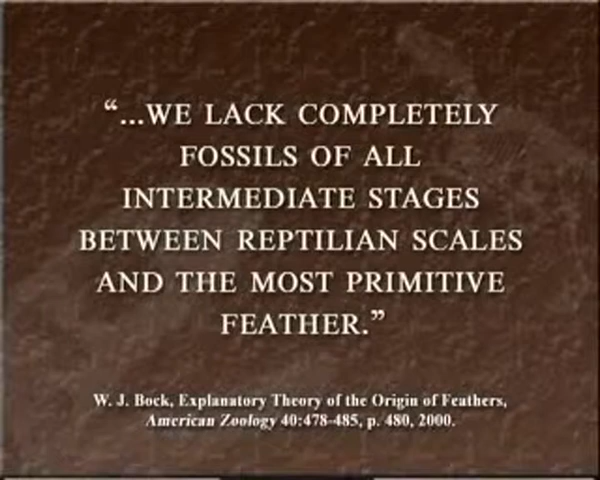 “...WE LACK COMPLETELY
FOSSILS OF ALL
INTERMEDIATE STAGES
BETWEEN REPTILIAN SCALES
AND THE MOST PRIMITIVE
FEATHER.”
W. J. Bock, Explanatory Theory of the Origin of Feathers,
American Zoology 40:478-485, p. 480, 2000.